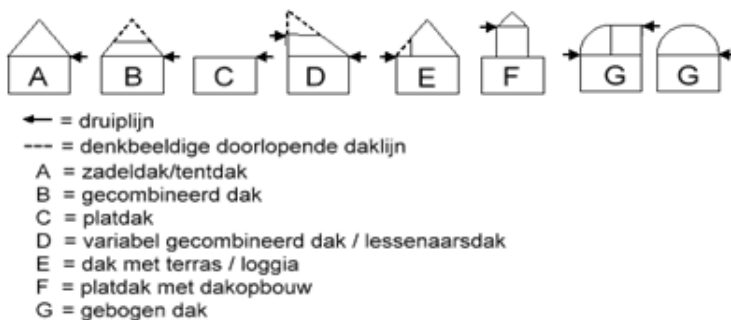 A B C D E F G G
= druiplijn
= denkbeeldige doorlopende daklijn
A = zadeldak/tentdak
B = gecombineerd dak
C = platdak
D = variabel gecombineerd dak / lessenaarsdak
E = dak met terras / loggia
F = platdak met dakopbouw
G = gebogen dak